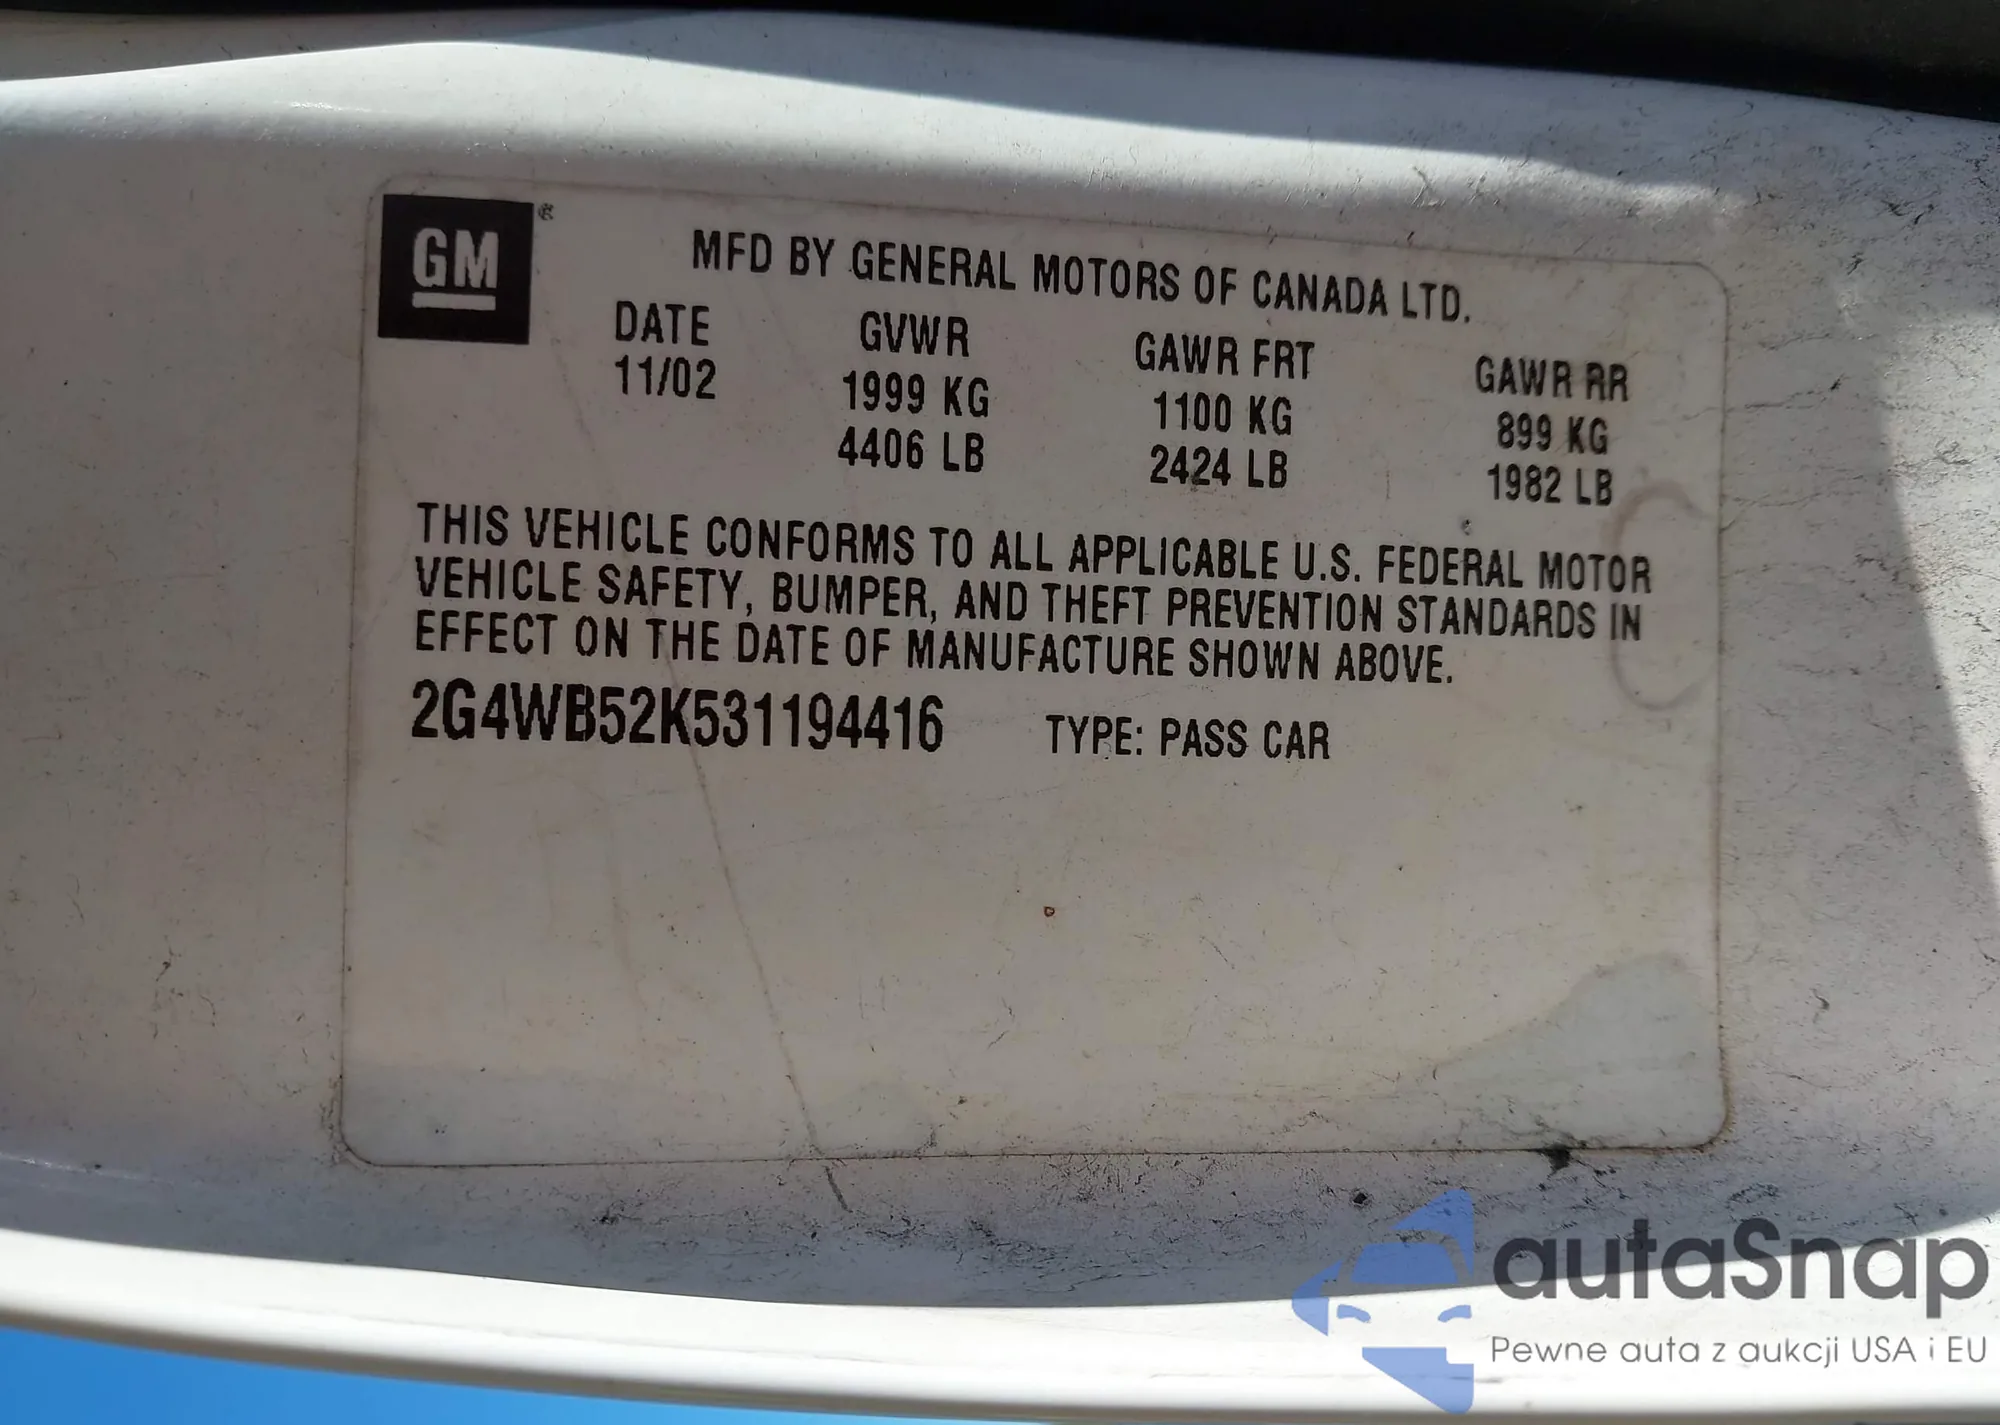 GM ®
MFD BY GENERAL MOTORS OF CANADA LTD.
DATE GVWR GAWR FRT GAWR RR
11/02 1999 KG 1100 KG 899 KG
4406 LB 2424 LB 1982 LB
THIS VEHICLE CONFORMS TO ALL APPLICABLE U.S. FEDERAL MOTOR
VEHICLE SAFETY, BUMPER, AND THEFT PREVENTION STANDARDS IN
EFFECT ON THE DATE OF MANUFACTURE SHOWN ABOVE.
2G4WB52K531194416 TYPE: PASS CAR
autaSnap
Pewne auta z aukcji USA i EU